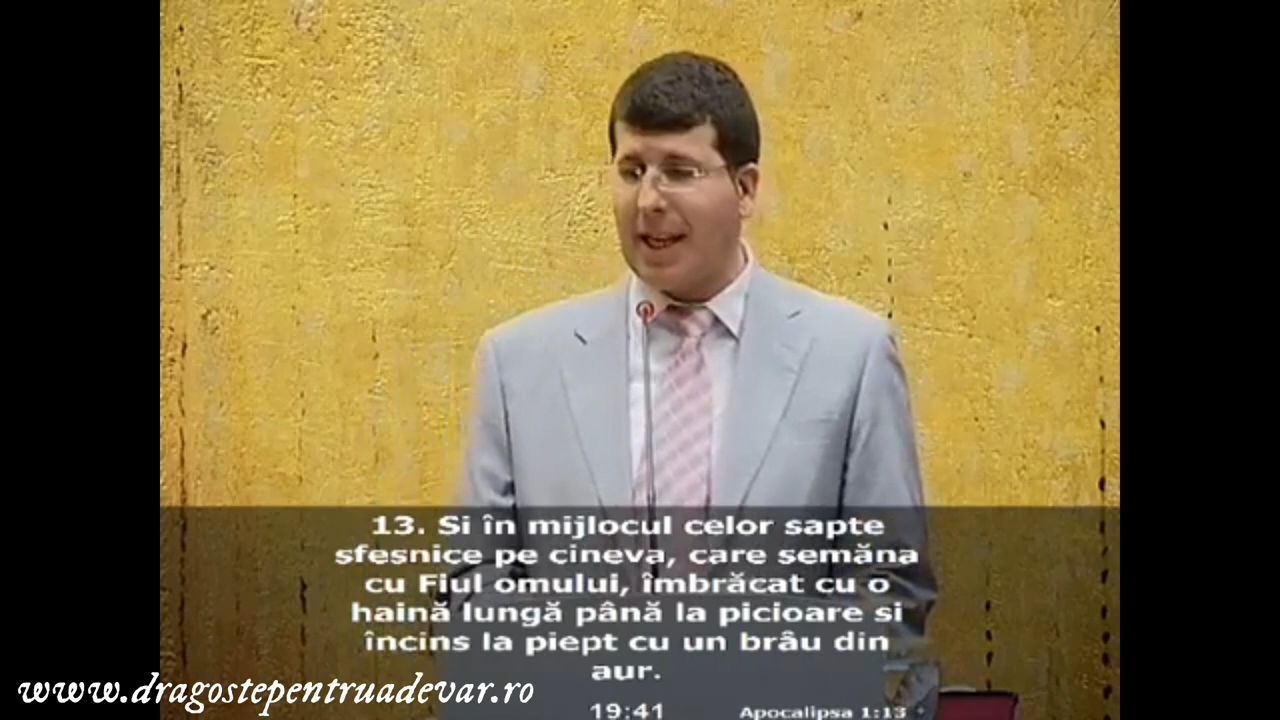 13. Si în mijlocul celor sapte
sfesnice pe cineva, care semăna
cu Fiul omului, îmbrăcat cu o
haină lungă până la picioare si
încins la piept cu un brâu din
aur.
www.dragostepentruadevar.ro
19:41 Apocalipsa 1:13